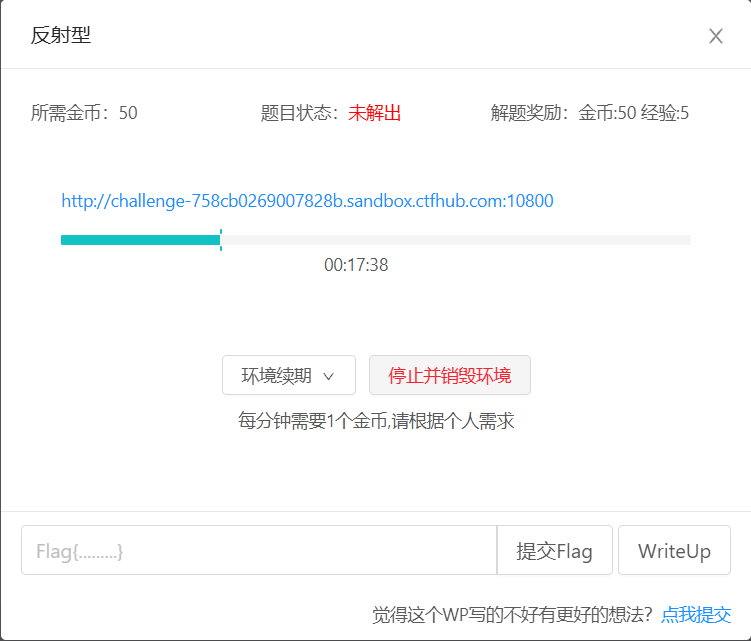 反射型
所需金币：50 题目状态：未解出 解题奖励：金币:50 经验:5
http://challenge-758cb0269007828b.sandbox.ctfhub.com:10800
00:17:38
环境续期 停止并销毁环境
每分钟需要1个金币,请根据个人需求
Flag{.........} 提交Flag WriteUp
觉得这个WP写的不好有更好的想法？点我提交